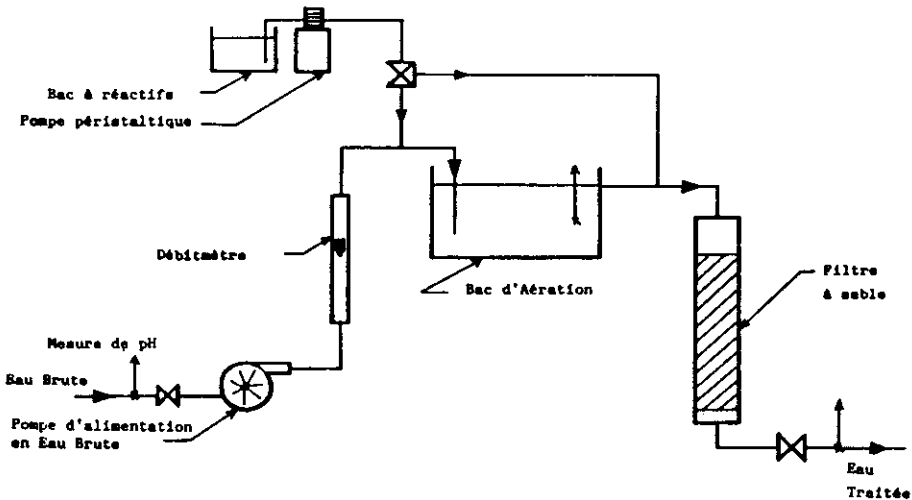 Bac à réactifs
Pompe péristaltique
Débitmètre
Bac d'Aération
Filtre
à sable
Mesure de pH
Eau Brute
Pompe d'alimentation
en Eau Brute
Eau
Traitée